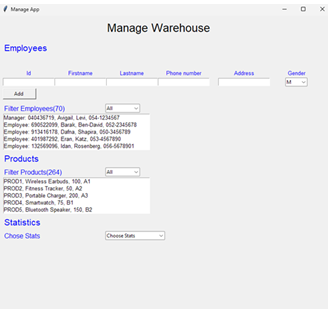 Manage App
Manage Warehouse
Employees
Id Firstname Lastname Phone number Address Gender
M
Add
Filter Employees(70) All
Manager: 040436719, Avigail, Levi, 054-1234567
Employee: 690522099, Barak, Ben-David, 052-2345678
Employee: 913416178, Dafna, Shapira, 050-3456789
Employee: 401987292, Eran, Katz, 053-4567890
Employee: 132569096, Idan, Rosenberg, 056-5678901
Products
Filter Products(264) All
PROD1, Wireless Earbuds, 100, A1
PROD2, Fitness Tracker, 50, A2
PROD3, Portable Charger, 200, A3
PROD4, Smartwatch, 75, B1
PROD5, Bluetooth Speaker, 150, B2
Statistics
Chose Stats Choose Stats